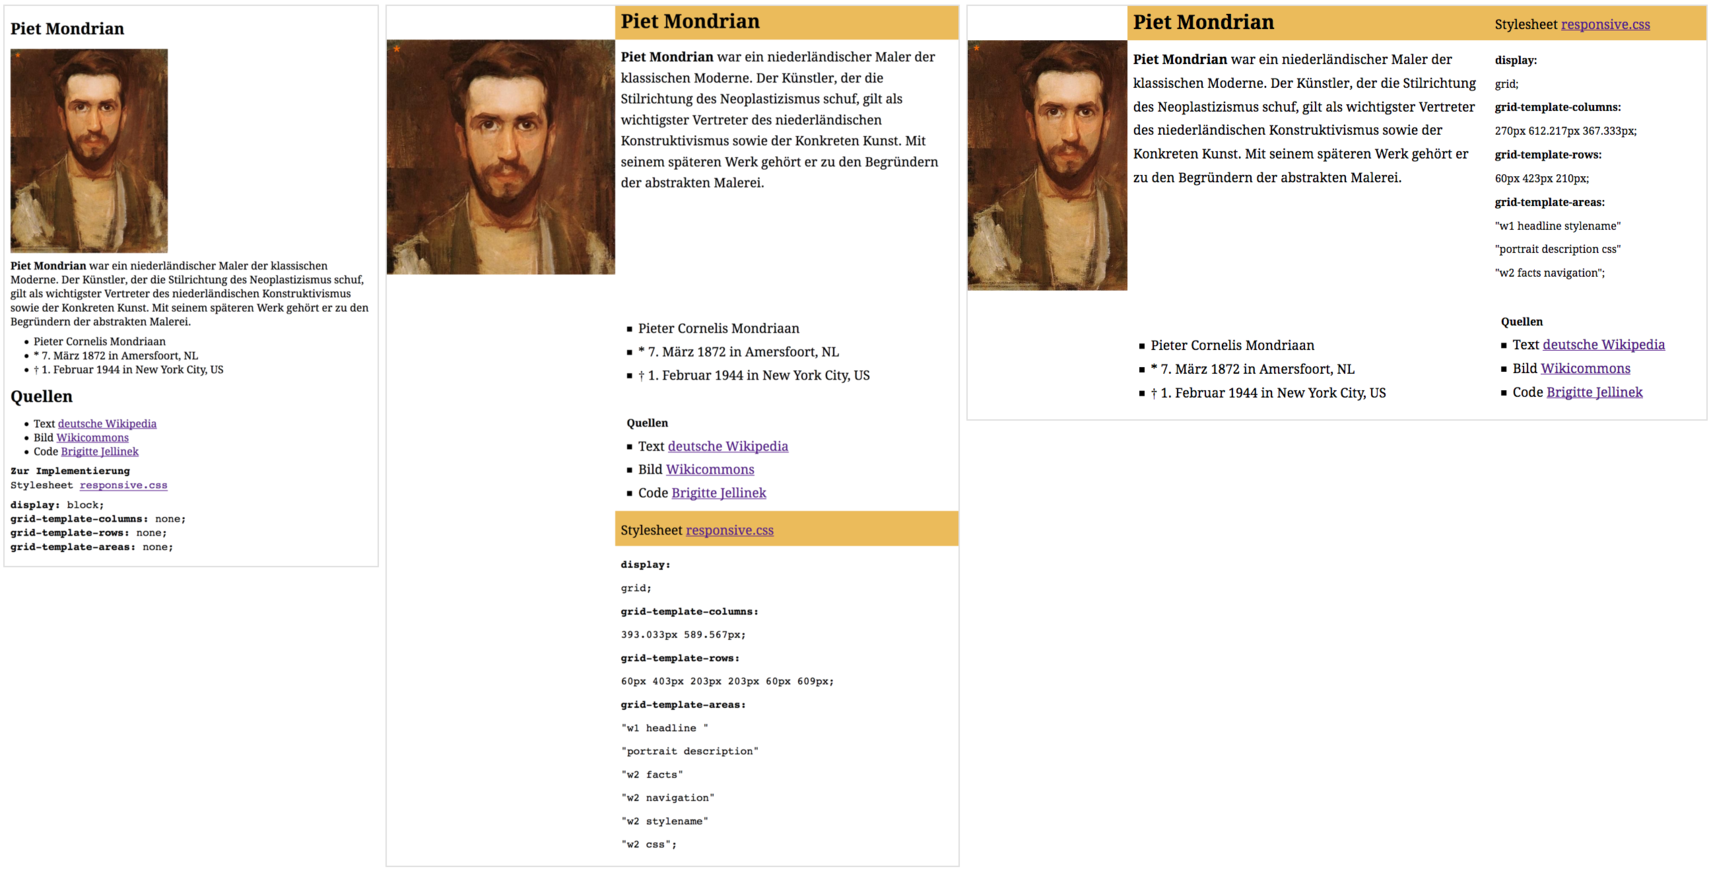 Piet Mondrian
Piet Mondrian war ein niederländischer Maler der klassischen
Moderne. Der Künstler, der die Stilrichtung des Neoplastizismus schuf,
gilt als wichtigster Vertreter des niederländischen Konstruktivismus
sowie der Konkreten Kunst. Mit seinem späteren Werk gehört er zu den
Begründern der abstrakten Malerei.
• Pieter Cornelis Mondriaan
• * 7. März 1872 in Amersfoort, NL
• † 1. Februar 1944 in New York City, US
Quellen
• Text deutsche Wikipedia
• Bild Wikicommons
• Code Brigitte Jellinek
Zur Implementierung
Stylesheet responsive.css
display: block;
grid-template-columns: none;
grid-template-rows: none;
grid-template-areas: none;
Piet Mondrian
Piet Mondrian war ein niederländischer Maler der
klassischen Moderne. Der Künstler, der die
Stilrichtung des Neoplastizismus schuf, gilt als
wichtigster Vertreter des niederländischen
Konstruktivismus sowie der Konkreten Kunst. Mit
seinem späteren Werk gehört er zu den Begründern
der abstrakten Malerei.
▪ Pieter Cornelis Mondriaan
▪ * 7. März 1872 in Amersfoort, NL
▪ † 1. Februar 1944 in New York City, US
Quellen
▪ Text deutsche Wikipedia
▪ Bild Wikicommons
▪ Code Brigitte Jellinek
Stylesheet responsive.css
display:
grid;
grid-template-columns:
393.033px 589.567px;
grid-template-rows:
60px 403px 203px 203px 60px 609px;
grid-template-areas:
"w1 headline "
"portrait description"
"w2 facts"
"w2 navigation"
"w2 stylename"
"w2 css";
Piet Mondrian
Piet Mondrian war ein niederländischer Maler der
klassischen Moderne. Der Künstler, der die Stilrichtung
des Neoplastizismus schuf, gilt als wichtigster Vertreter
des niederländischen Konstruktivismus sowie der
Konkreten Kunst. Mit seinem späteren Werk gehört er
zu den Begründern der abstrakten Malerei.
▪ Pieter Cornelis Mondriaan
▪ * 7. März 1872 in Amersfoort, NL
▪ † 1. Februar 1944 in New York City, US
Stylesheet responsive.css
display:
grid;
grid-template-columns:
270px 612.217px 367.333px;
grid-template-rows:
60px 423px 210px;
grid-template-areas:
"w1 headline stylename"
"portrait description css"
"w2 facts navigation";
Quellen
▪ Text deutsche Wikipedia
▪ Bild Wikicommons
▪ Code Brigitte Jellinek